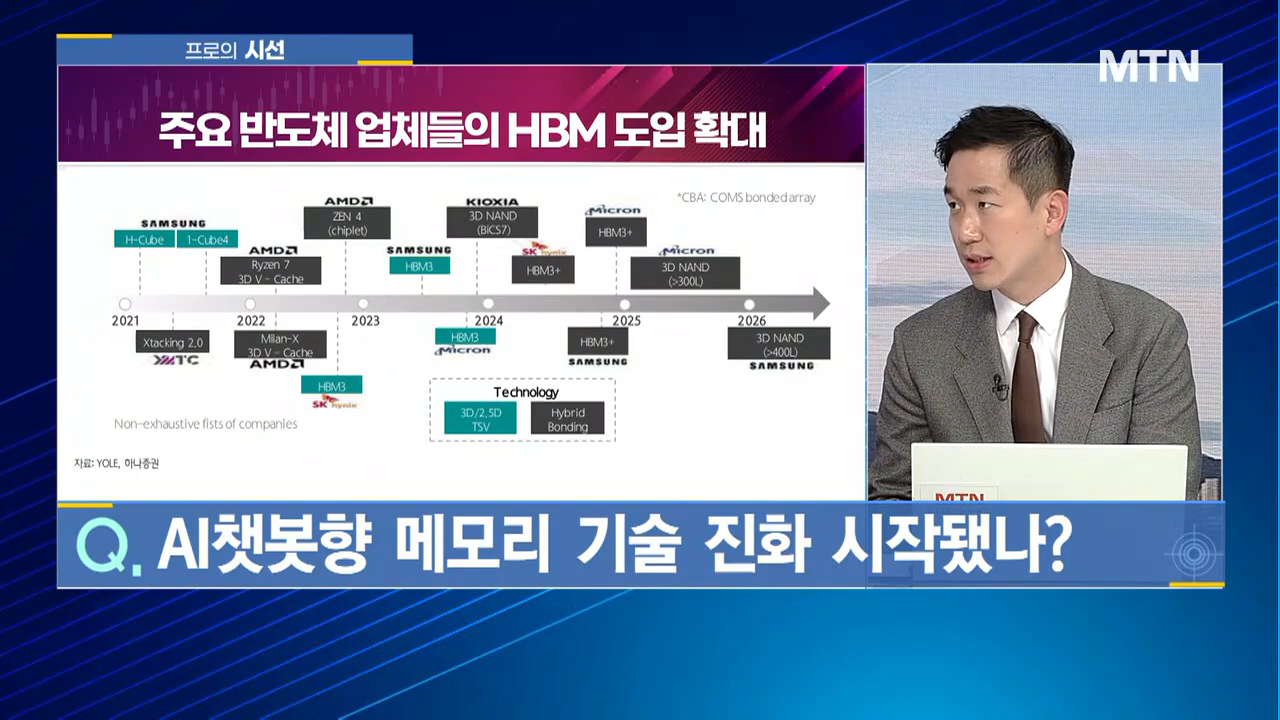 프로의 시선
MTN
주요 반도체 업체들의 HBM 도입 확대
*CBA: COMS bonded array
SAMSUNG
H-Cube
1-Cube4
AMD
Ryzen 7
3D V - Cache
AMD
ZEN 4
(chiplet)
SAMSUNG
HBM3
KIOXIA
3D NAND
(BiCS7)
SK hynix
HBM3+
Micron
HBM3+
Micron
3D NAND
(>300L)
2021
2022
2023
2024
2025
2026
Xtacking 2.0
Milan-X
3D V - Cache
AMD
HBM3
SK hynix
HBM3
Micron
HBM3+
SAMSUNG
3D NAND
(>400L)
SAMSUNG
Technology
3D/2,5D
TSV
Hybrid
Bonding
Non-exhaustive fists of companies
자료: YOLE, 하나증권
MTN
Q. AI챗봇향 메모리 기술 진화 시작됐나?